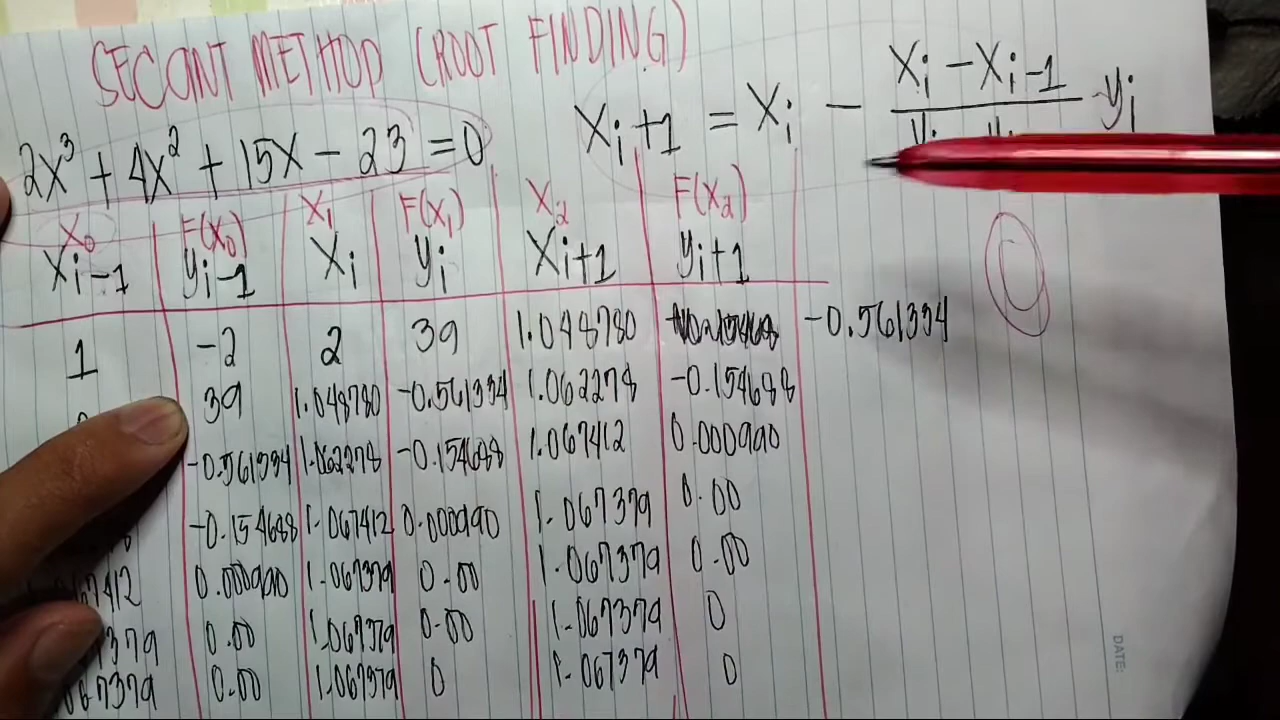 SECANT METHOD (ROOT FINDING)
2x³ + 4x² + 15x - 23 = 0
Xi+1 = Xi - Xi - Xi-1 yi
X₀ F(X₀) X₁ F(X₁) X₂ F(X₂)
Xi-1 yi-1 Xi yi Xi+1 yi+1
1 -2 2 39 1.048780 -0.561334
39 1.048780 -0.561334 1.062278 -0.154688
-0.561334 1.062278 -0.154688 1.067412 0.000990
-0.154688 1.067412 0.000990 1.067379 0.00
0.000990 1.067379 0.00 1.067379 0.00
0.00 1.067379 0.00 1.067379 0
0.00 1.067379 0 1.067379 0
DATE: